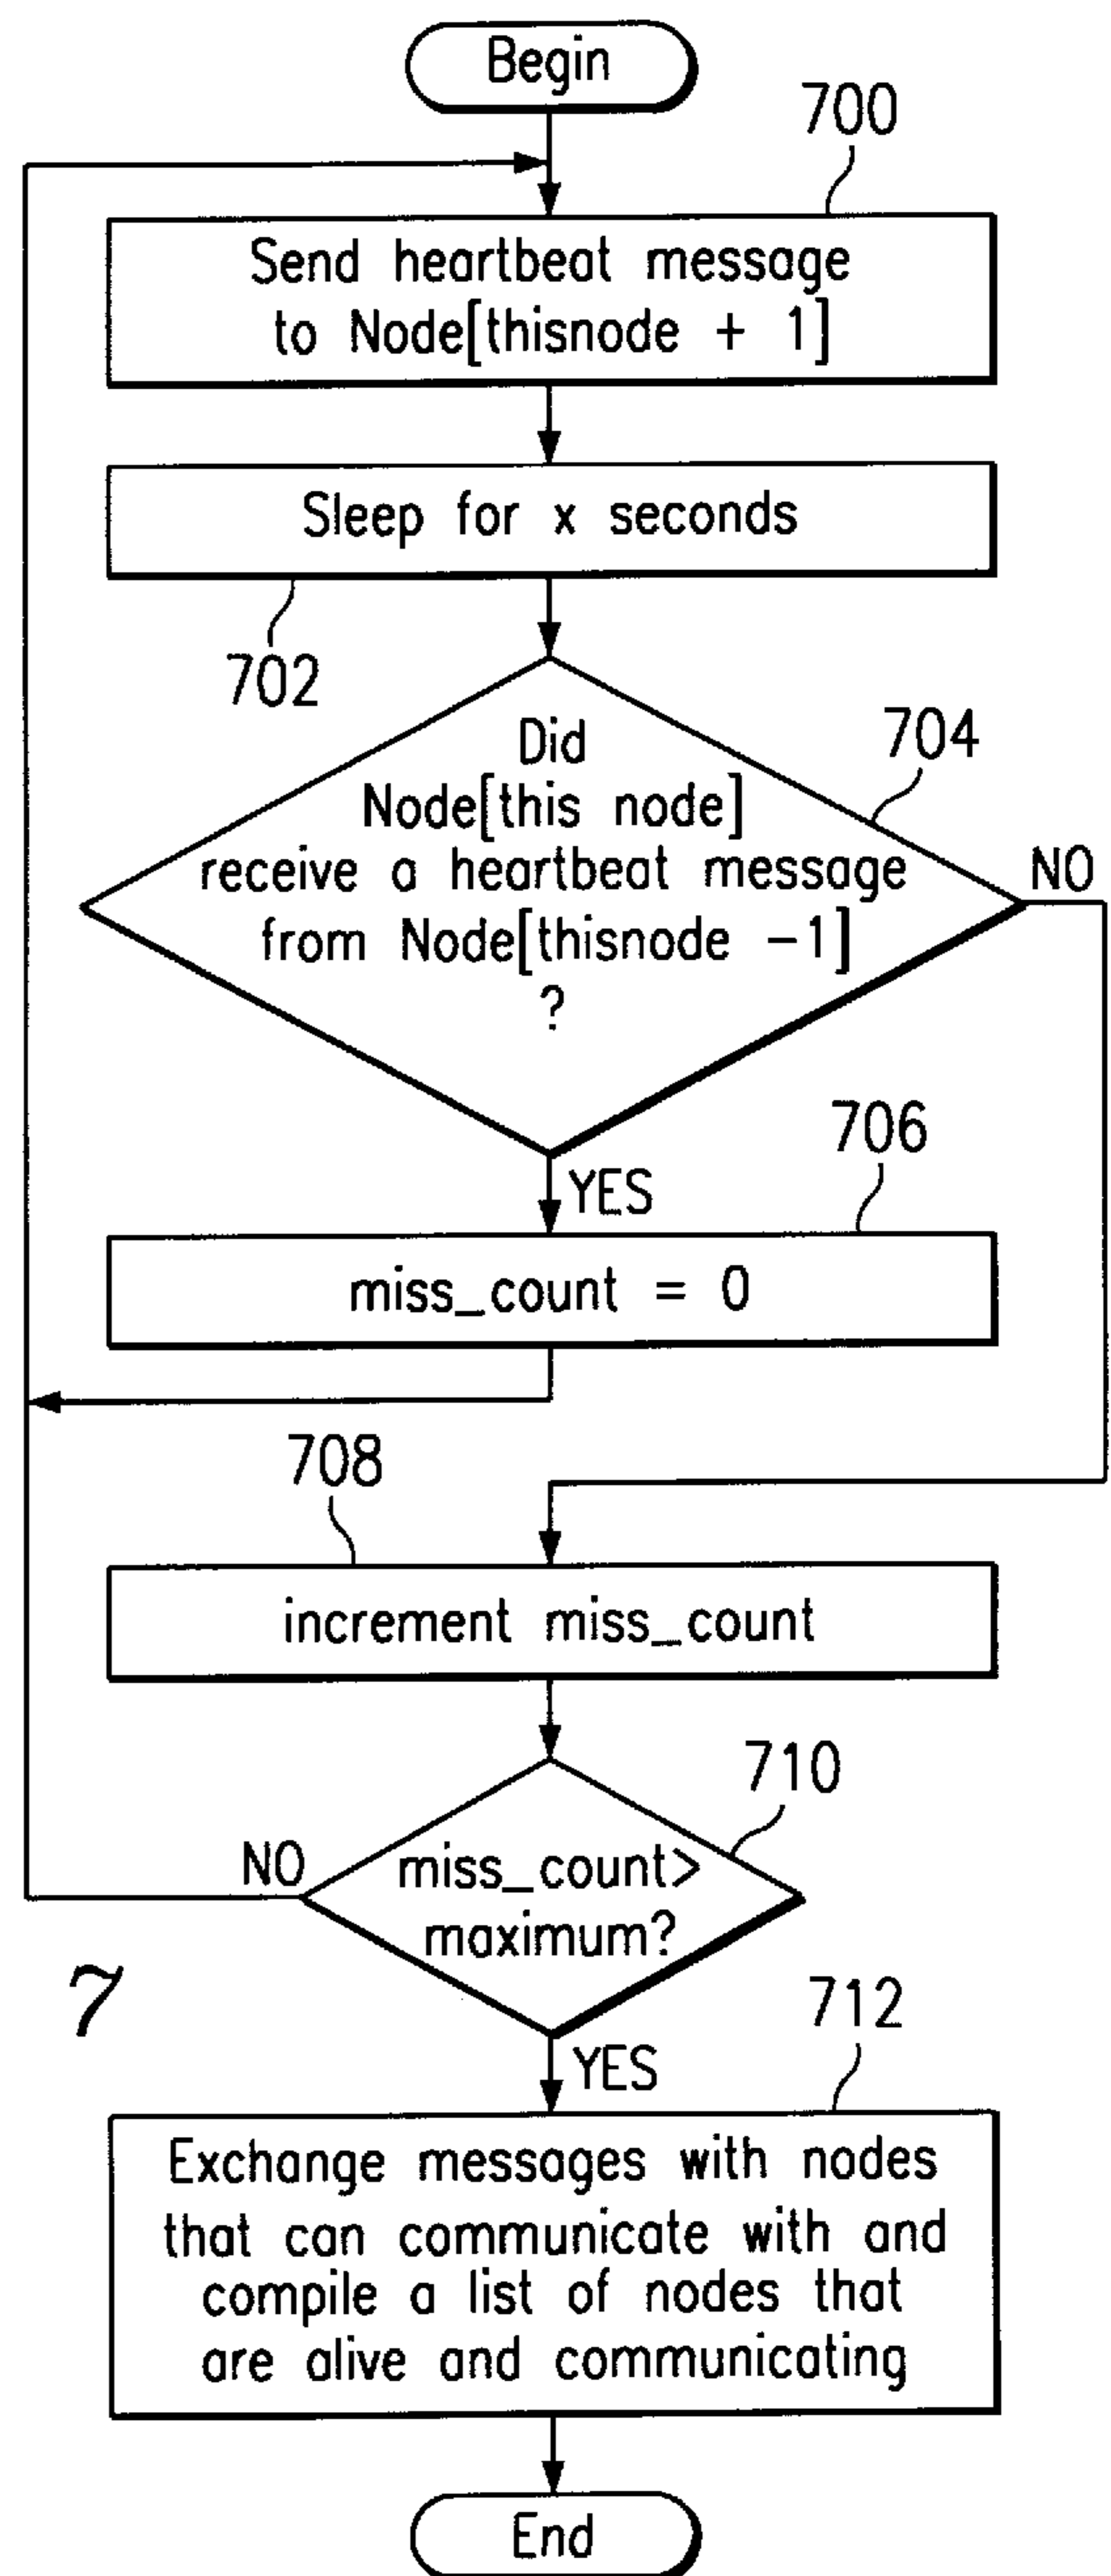 Begin
700
Send heartbeat message
to Node[thisnode + 1]
Sleep for x seconds
702
704
Did
Node[this node]
receive a heartbeat message
from Node[thisnode -1]
?
NO
YES
706
miss_count = 0
708
increment miss_count
710
miss_count>
maximum?
NO
7
YES
712
Exchange messages with nodes
that can communicate with and
compile a list of nodes that
are alive and communicating
End